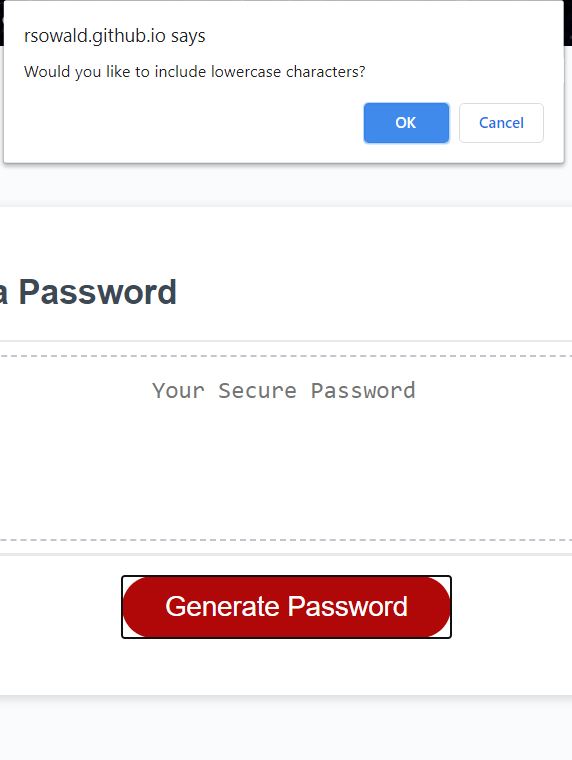 rsowald.github.io says
Would you like to include lowercase characters?
OK
Cancel
a Password
Your Secure Password
Generate Password